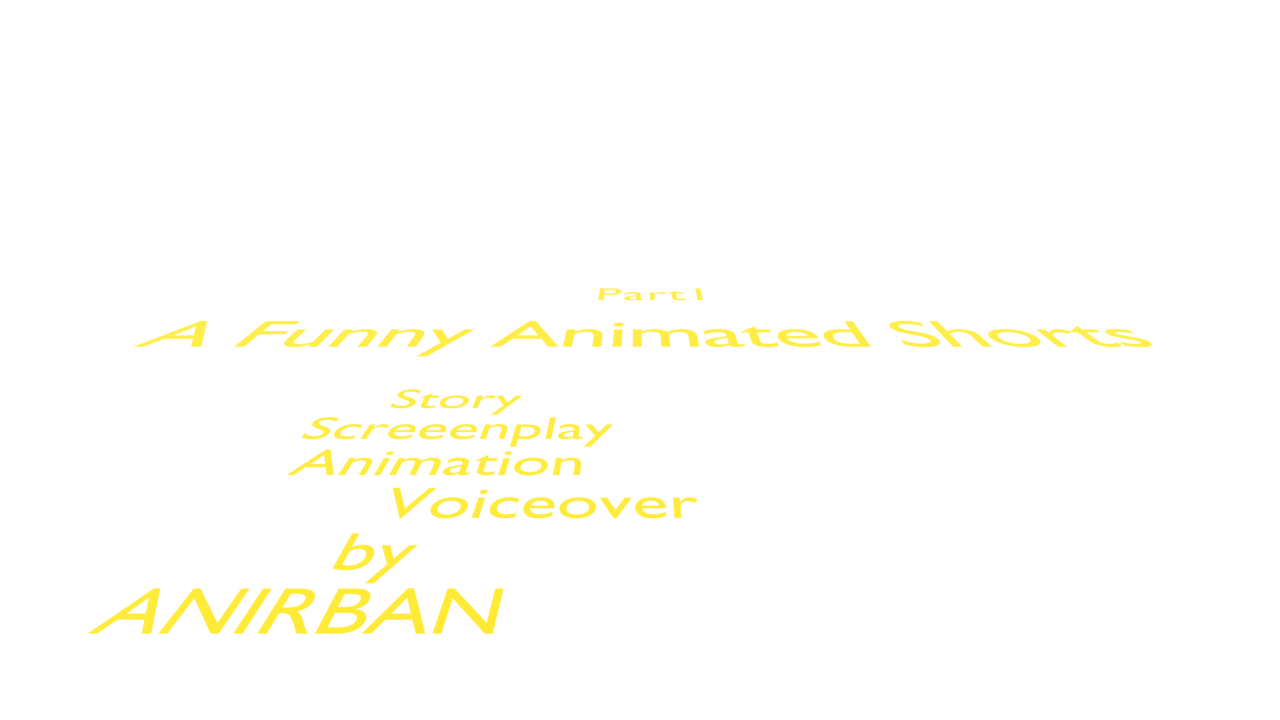 Part I
A Funny Animated Shorts
Story
Screeenplay
Animation
Voiceover
by
ANIRBAN